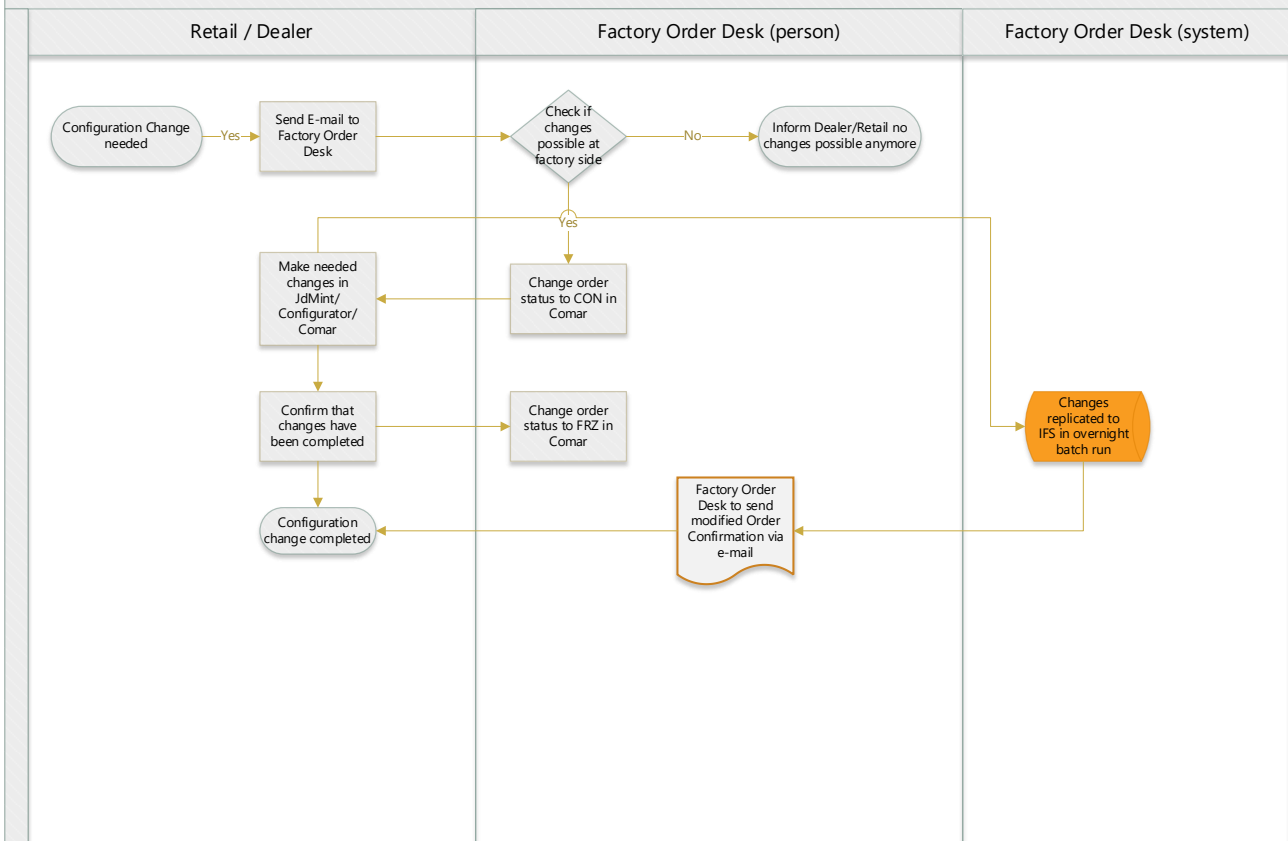 Retail / Dealer
Factory Order Desk (person)
Factory Order Desk (system)
Configuration Change
needed
Yes
Send E-mail to
Factory Order
Desk
Check if
changes
possible at
factory side
No
Inform Dealer/Retail no
changes possible anymore
Yes
Make needed
changes in
JdMint/
Configurator/
Comar
Change order
status to CON in
Comar
Confirm that
changes have
been completed
Change order
status to FRZ in
Comar
Changes
replicated to
IFS in overnight
batch run
Factory Order
Desk to send
modified Order
Confirmation via
e-mail
Configuration
change completed